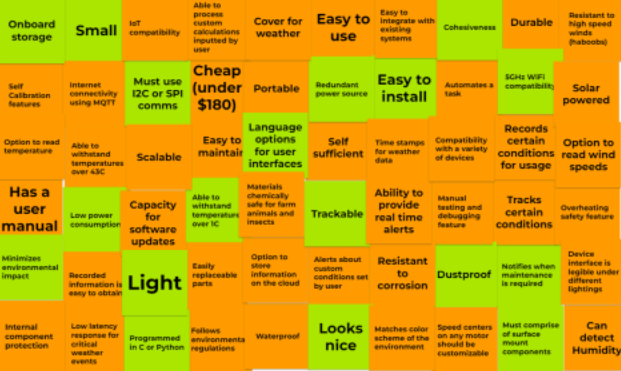 Onboard
storage
Small
IoT
compatibility
Able to
process
custom
calculations
inputted by
user
Cover for
weather
Easy to
use
Easy to
integrate with
existing
systems
Cohesiveness
Durable
Resistant to
high speed
winds
(haboobs)
Self
Calibration
features
Internet
connectivity
using MQTT
Must use
I2C or SPI
comms
Cheap
(under
$180)
Portable
Redundant
power source
Easy to
install
Automates a
task
5GHz WiFi
compatibility
Solar
powered
Option to read
temperature
Able to
withstand
temperatures
over 43C
Scalable
Easy to
maintain
Language
options
for user
interfaces
Self
sufficient
Time stamps
for weather
data
Compatibility
with a variety
of devices
Records
certain
conditions
for usage
Option to
read wind
speeds
Has a
user
manual
Low power
consumption
Capacity
for
software
updates
Able to
withstand
temperature
over 1C
Materials
chemically
safe for farm
animals and
insects
Trackable
Ability to
provide
real time
alerts
Manual
testing and
debugging
feature
Tracks
certain
conditions
Overheating
safety feature
Minimizes
environmental
impact
Recorded
information is
easy to obtain
Light
Easily
replaceable
parts
Option to
store
information
on the cloud
Alerts about
custom
conditions set
by user
Resistant
to
corrosion
Dustproof
Notifies when
maintenance
is required
Device
interface is
legible under
different
lightings
Internal
component
protection
Low latency
response for
critical
weather
events
Programmed
in C or Python
Follows
environmental
regulations
Waterproof
Looks
nice
Matches color
scheme of the
environment
Speed centers
on any motor
should be
customizable
Must comprise
of surface
mount
components
Can
detect
Humidity